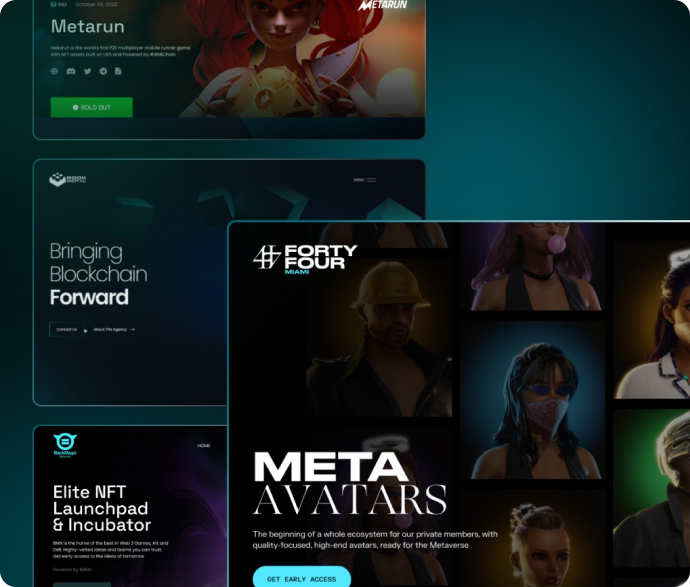 INO October 06, 2022
METARUN
Metarun
Metarun is the world's first P2E multiplayer mobile runner game
with NFT assets built on UE5 and Powered by #BNBChain
SOLD OUT
ROOK
DIGITAL
MENU
Bringing
Blockchain
Forward
Contact Us
About The Agency →
44 FORTY
FOUR
MIAMI
META
AVATARS
The beginning of a whole ecosystem for our private members, with
quality-focused, high-end avatars, ready for the Metaverse
GET EARLY ACCESS
BlackMagic
HOME
Elite NFT
Launchpad
& Incubator
BMN is the home of the best in Web 3 Games, Art and
Defi. Highly-vetted ideas and teams you can trust.
Get early access to the ideas of tomorrow
Powered by $BMC